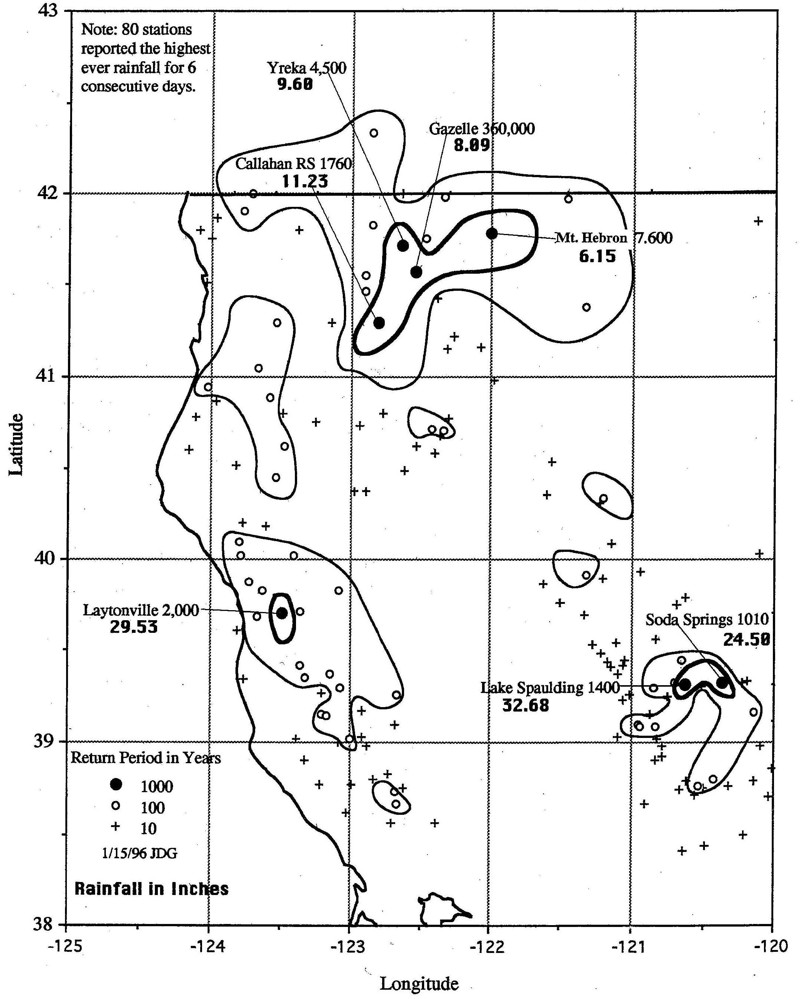 43
Note: 80 stations
reported the highest
ever rainfall for 6
consecutive days.
Yreka 4,500
9.60
Gazelle 360,000
8.09
Callahan RS 1760
11.23
42
Mt. Hebron 7.600
6.15
41
Latitude
40
Laytonville 2,000
29.53
Soda Springs 1010
24.50
Lake Spaulding 1400
32.68
39
Return Period in Years
1000
100
10
1/15/96 JDG
Rainfall in Inches
38
-125 -124 -123 -122 -121 -120
Longitude